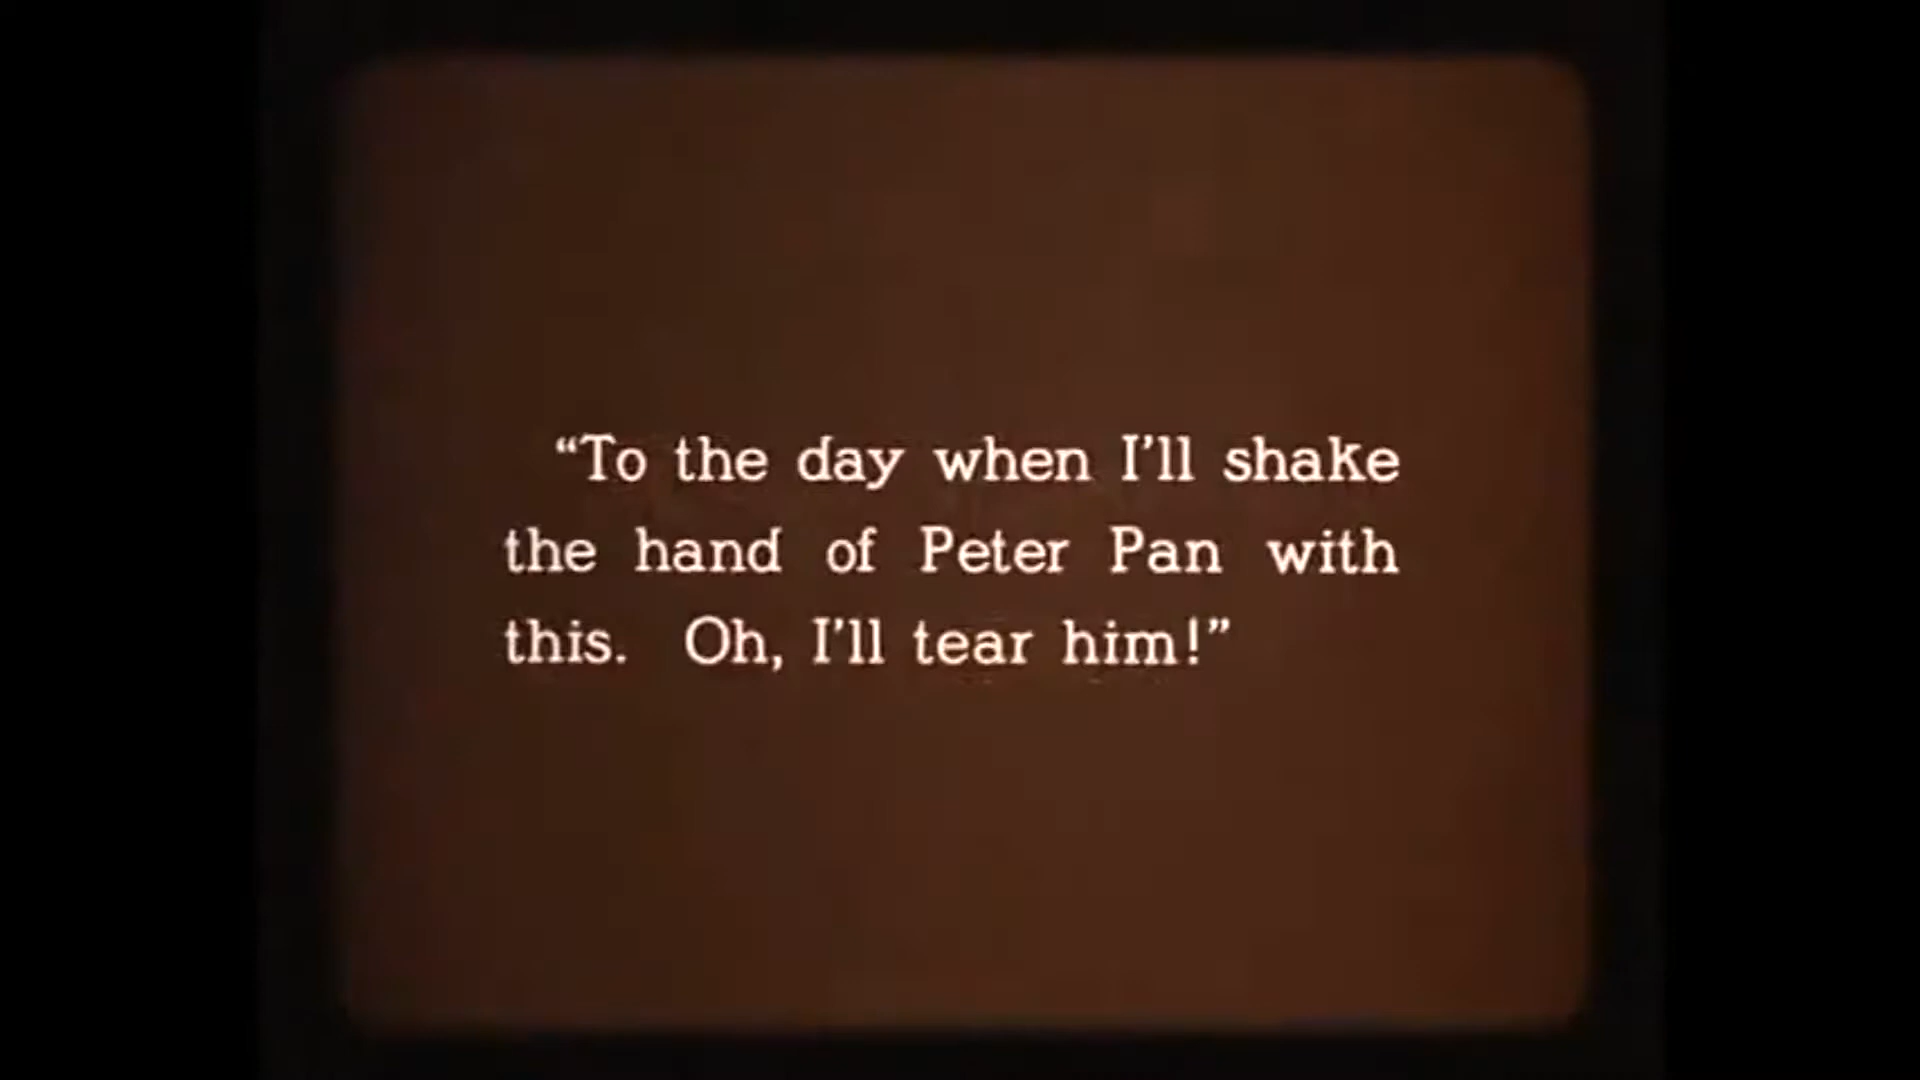 “To the day when I’ll shake
the hand of Peter Pan with
this. Oh, I’ll tear him!”